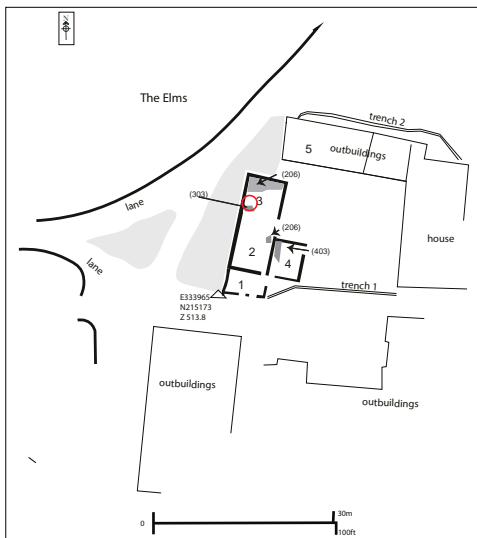 N
The Elms
trench 2
5
outbuildings
(206)
(303)
3
lane
(206)
house
lane
2
4
(403)
1
trench 1
E333965
N215173
Z 513.8
outbuildings
outbuildings
0
30m
100ft